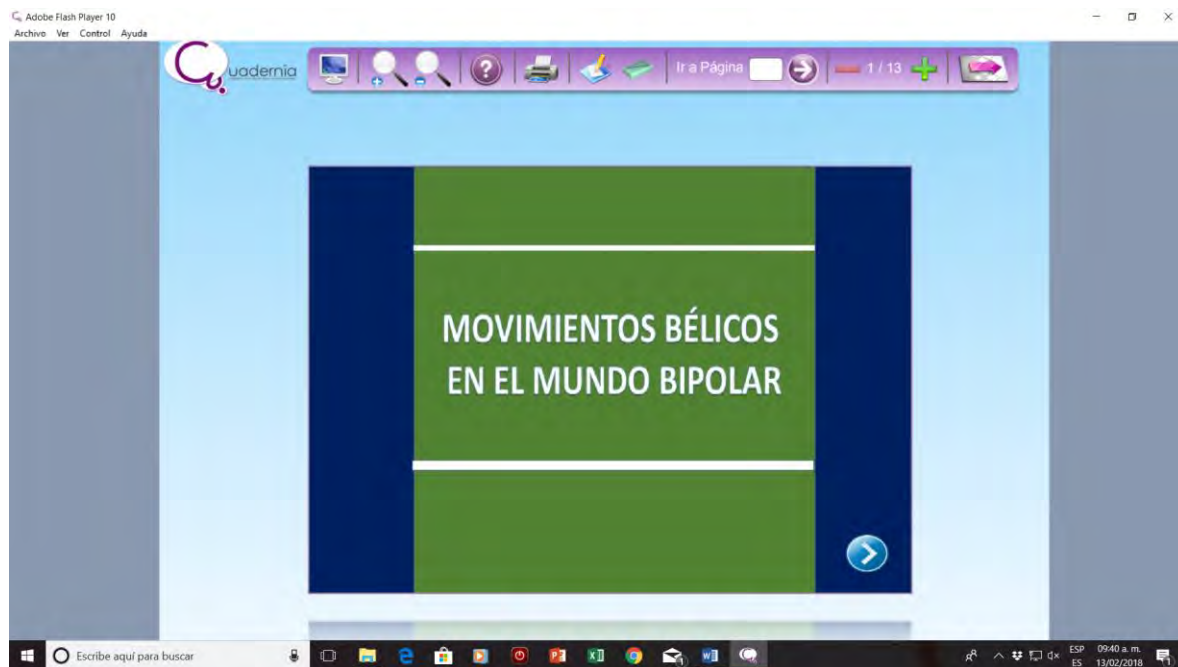 Adobe Flash Player 10
Archivo Ver Control Ayuda
Cuadernia
Ir a Página
1 / 13
MOVIMIENTOS BÉLICOS
EN EL MUNDO BIPOLAR
Escribe aquí para buscar
ESP 09:40 a. m.
ES 13/02/2018